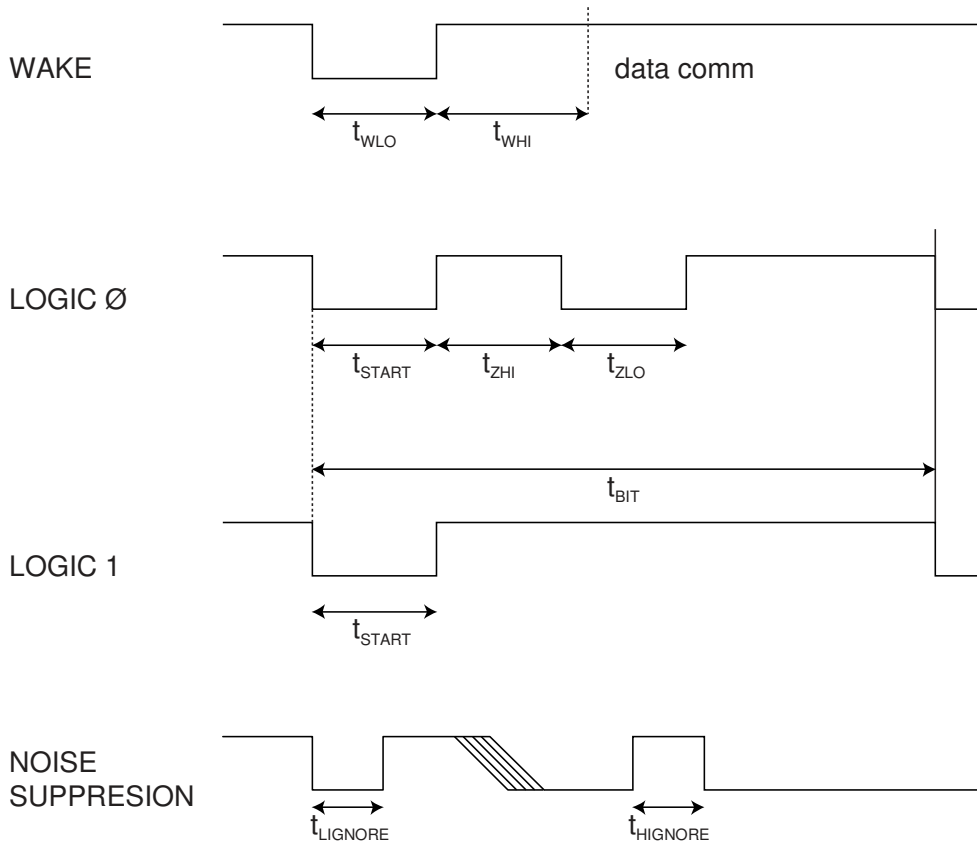 WAKE
data comm
tWLO
tWHI
LOGIC Ø
tSTART
tZHI
tZLO
tBIT
LOGIC 1
tSTART
NOISE
SUPPRESION
tLIGNORE
tHIGNORE